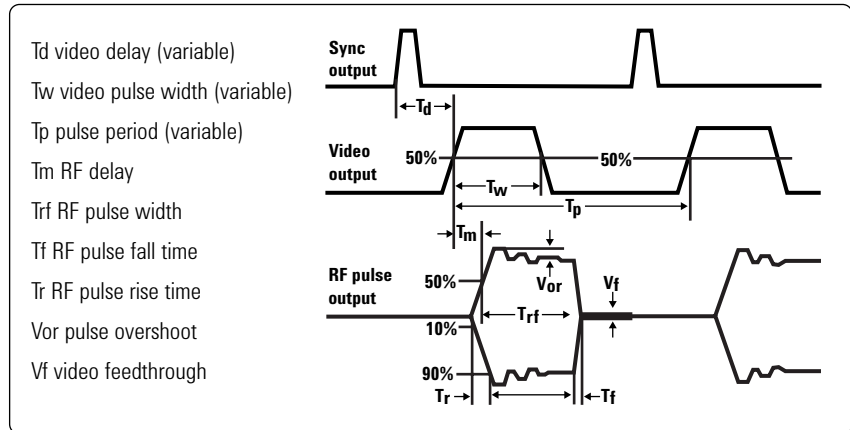 Td video delay (variable)
Tw video pulse width (variable)
Tp pulse period (variable)
Tm RF delay
Trf RF pulse width
Tf RF pulse fall time
Tr RF pulse rise time
Vor pulse overshoot
Vf video feedthrough
Sync
output
Td
Video
output
50%
50%
Tw
Tp
Tm
RF pulse
output
50%
Vor
Vf
Trf
10%
90%
Tr
Tf